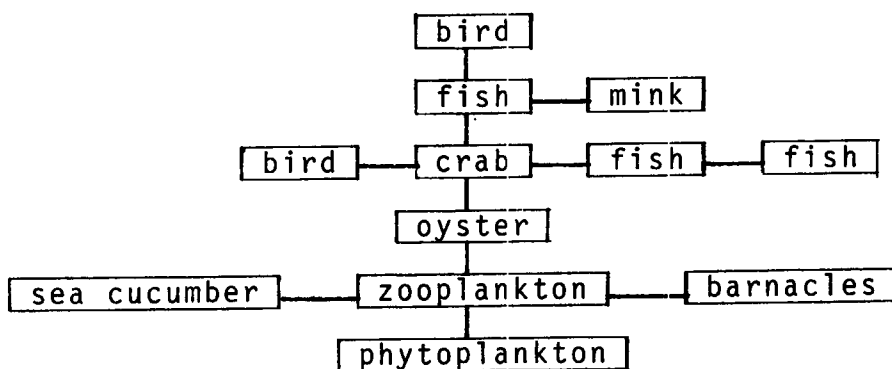 bird
fish mink
bird crab fish fish
oyster
sea cucumber zooplankton barnacles
phytoplankton